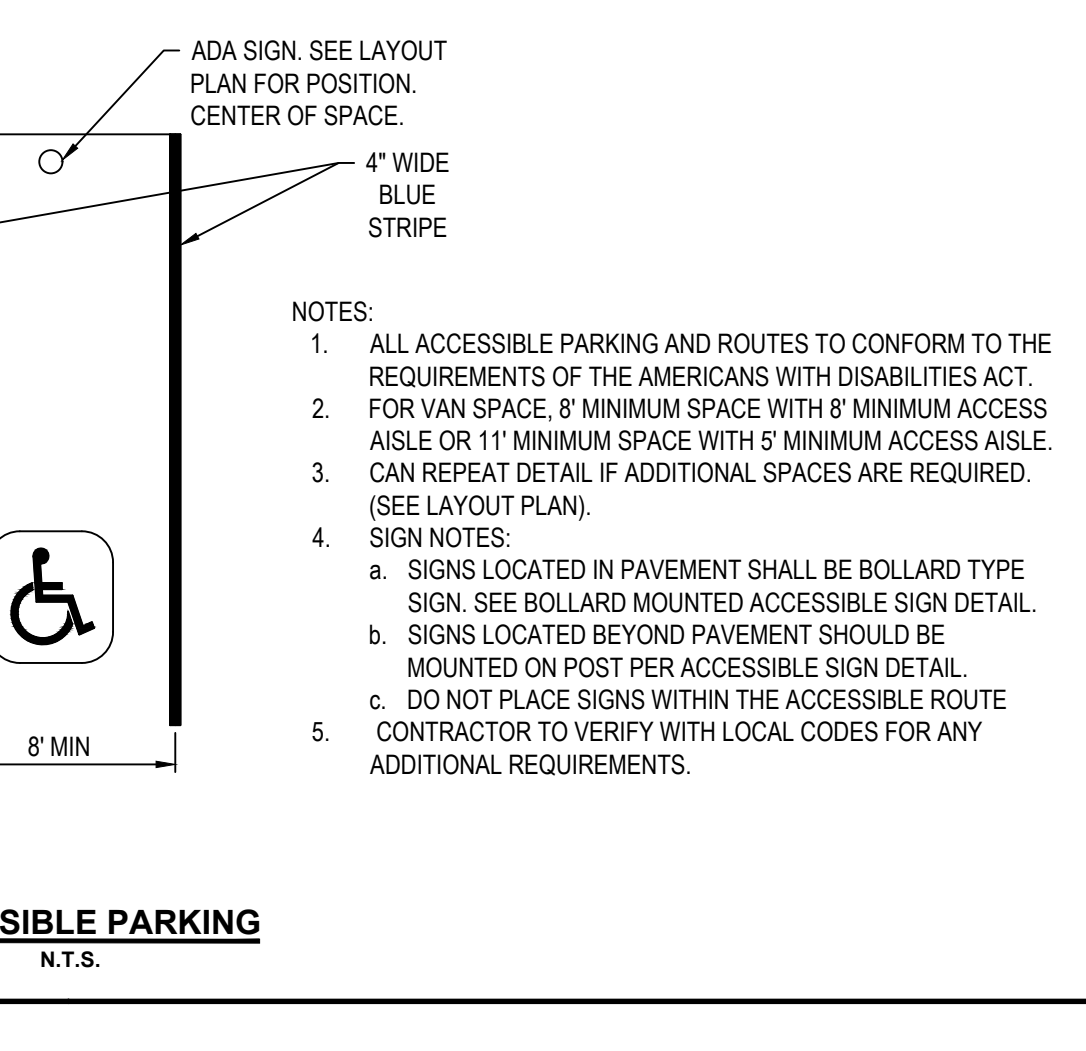 ADA SIGN. SEE LAYOUT
PLAN FOR POSITION.
CENTER OF SPACE.
4" WIDE
BLUE
STRIPE
NOTES:
1. ALL ACCESSIBLE PARKING AND ROUTES TO CONFORM TO THE
REQUIREMENTS OF THE AMERICANS WITH DISABILITIES ACT.
2. FOR VAN SPACE, 8' MINIMUM SPACE WITH 8' MINIMUM ACCESS
AISLE OR 11' MINIMUM SPACE WITH 5' MINIMUM ACCESS AISLE.
3. CAN REPEAT DETAIL IF ADDITIONAL SPACES ARE REQUIRED.
(SEE LAYOUT PLAN).
4. SIGN NOTES:
a. SIGNS LOCATED IN PAVEMENT SHALL BE BOLLARD TYPE
SIGN. SEE BOLLARD MOUNTED ACCESSIBLE SIGN DETAIL.
b. SIGNS LOCATED BEYOND PAVEMENT SHOULD BE
MOUNTED ON POST PER ACCESSIBLE SIGN DETAIL.
c. DO NOT PLACE SIGNS WITHIN THE ACCESSIBLE ROUTE
5. CONTRACTOR TO VERIFY WITH LOCAL CODES FOR ANY
ADDITIONAL REQUIREMENTS.
8' MIN
SIBLE PARKING
N.T.S.